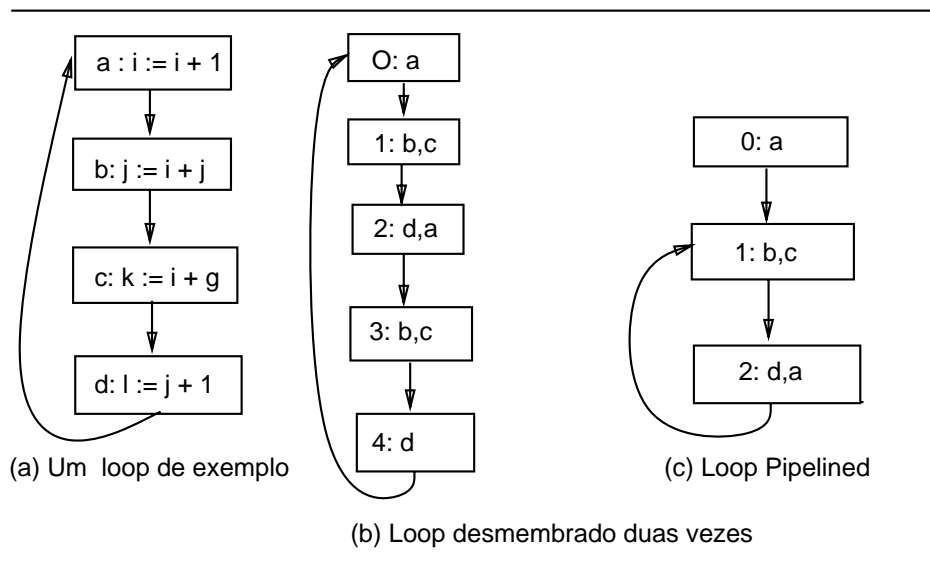 a : i := i + 1
b: j := i + j
c: k := i + g
d: l := j + 1
(a) Um loop de exemplo
O: a
1: b,c
2: d,a
3: b,c
4: d
(b) Loop desmembrado duas vezes
0: a
1: b,c
2: d,a
(c) Loop Pipelined